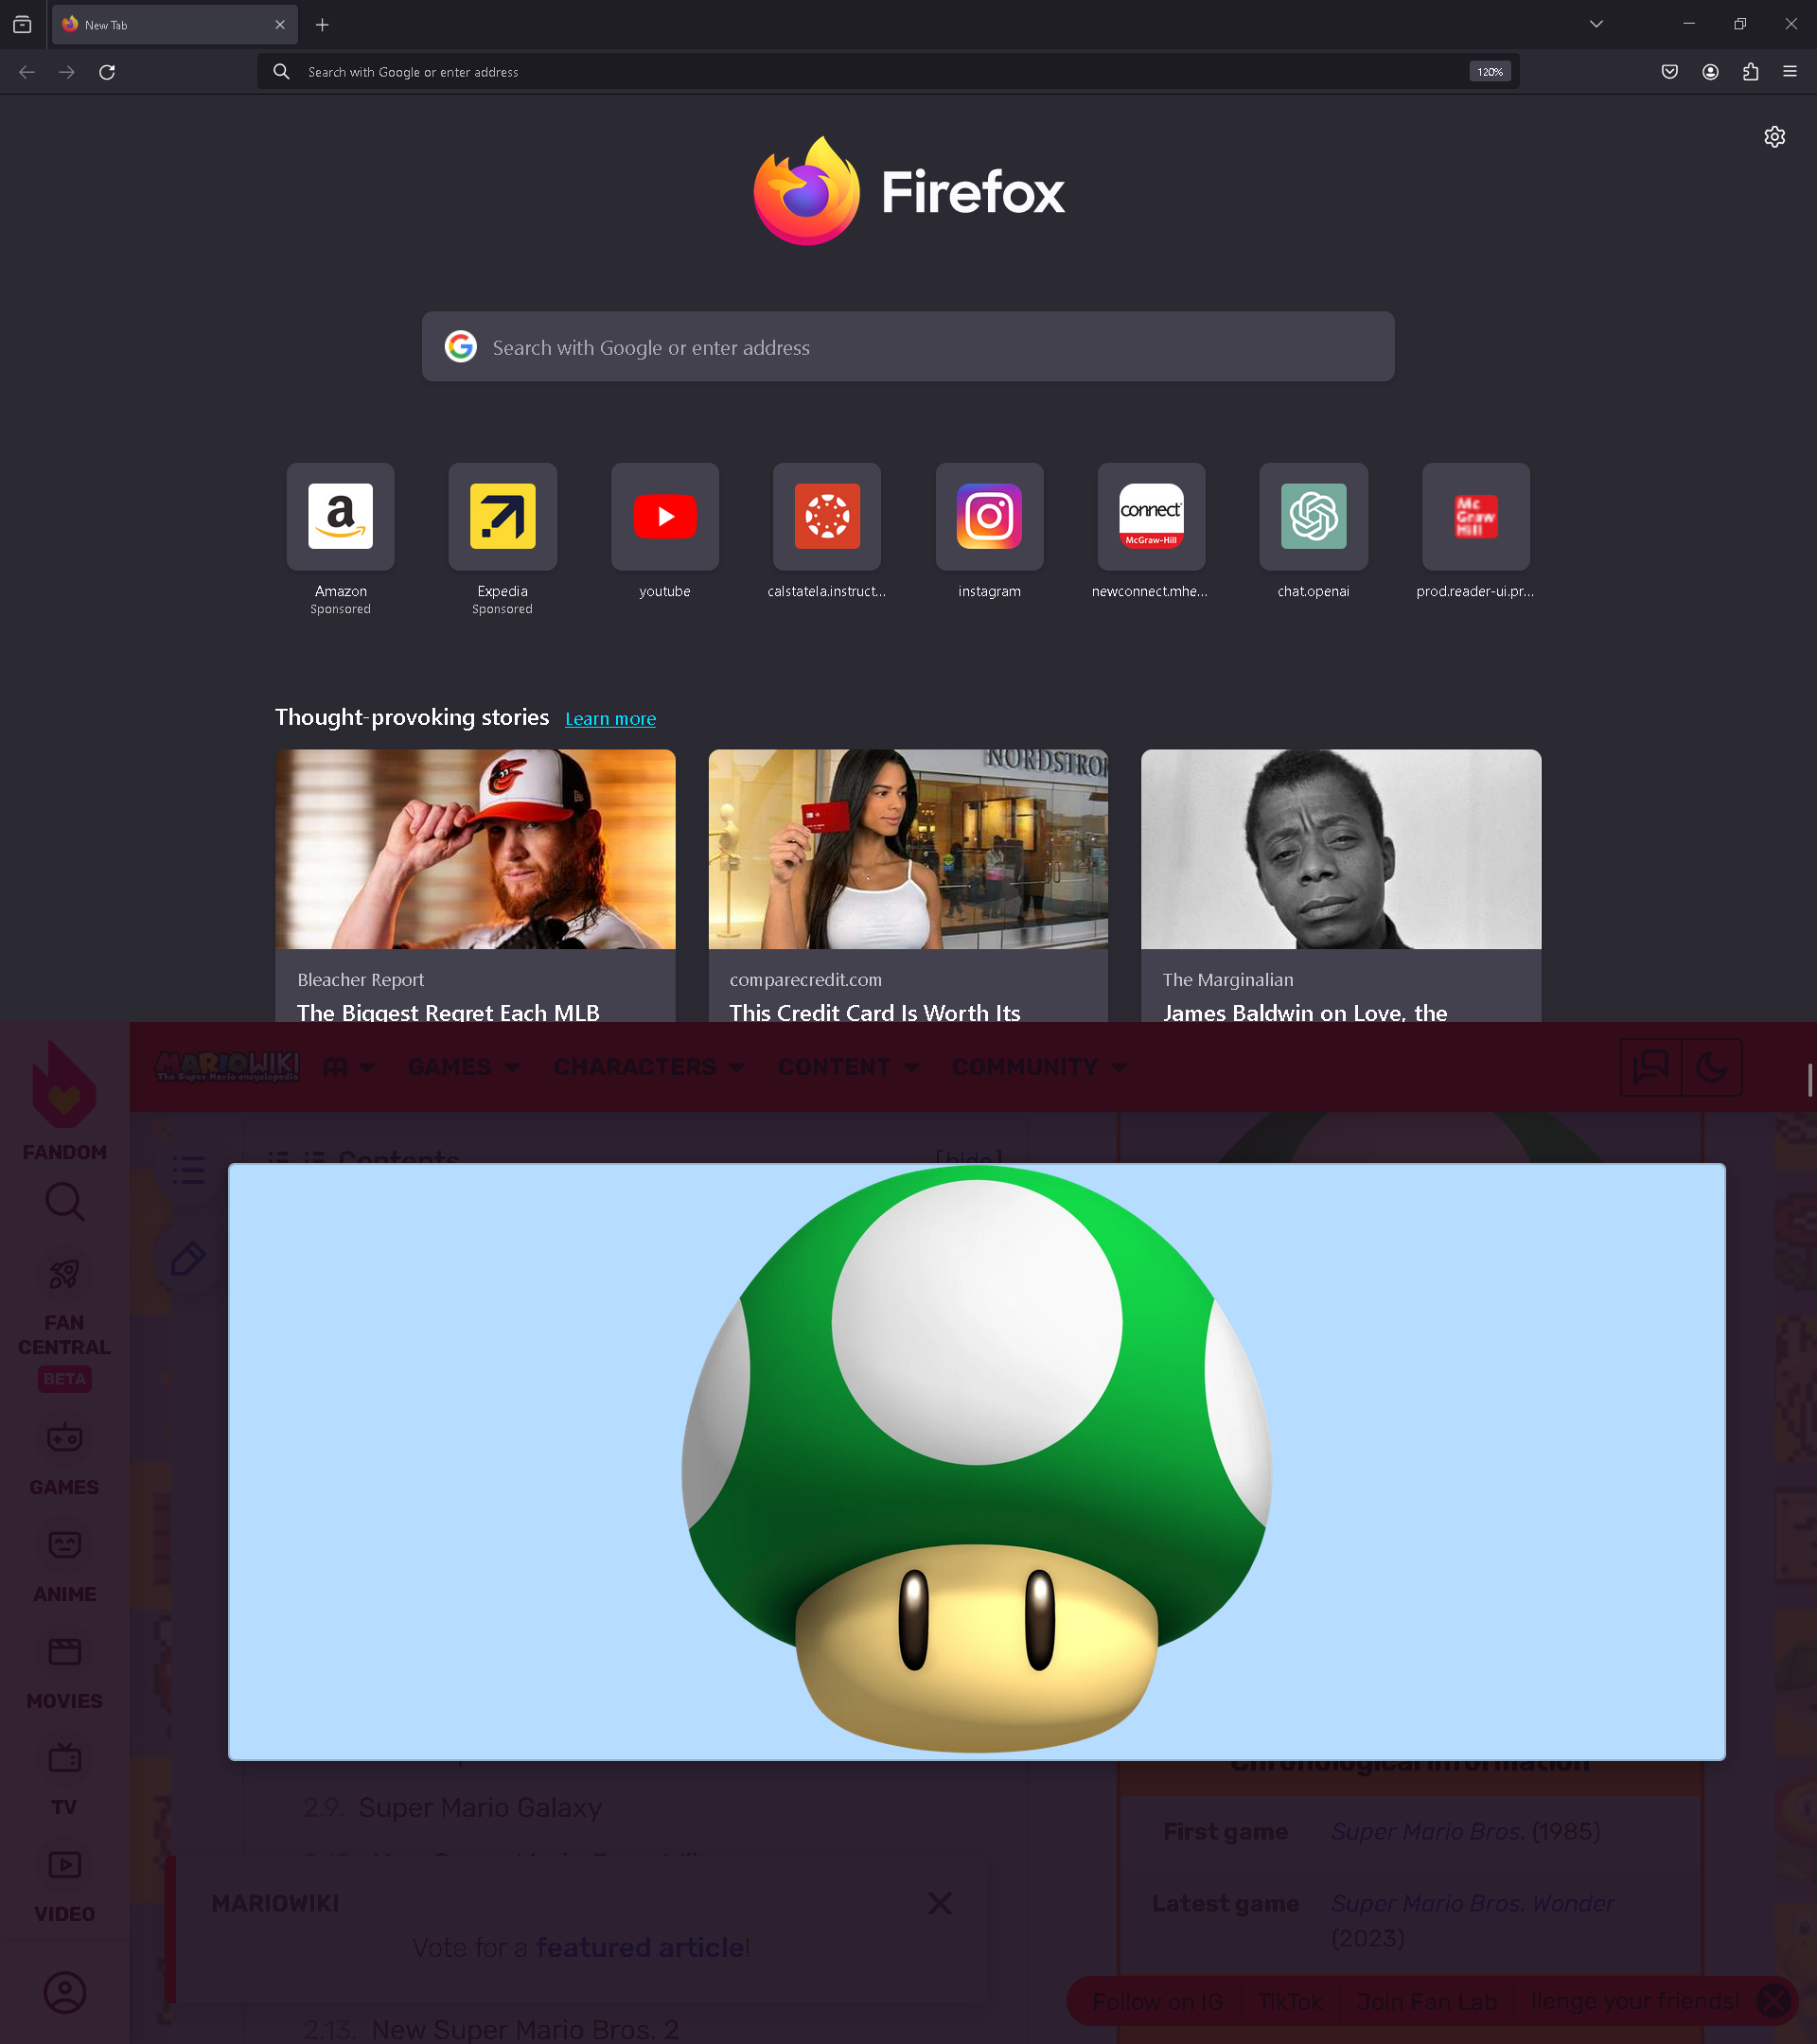 New Tab
Search with Google or enter address
120%
Firefox
Search with Google or enter address
a
connect
McGraw-Hill
Mc
Graw
Hill
Amazon
Sponsored
Expedia
Sponsored
youtube
calstatela.instruct...
instagram
newconnect.mhe...
chat.openai
prod.reader-ui.pr...
Thought-provoking stories Learn more
NORDSTROM
Bleacher Report
The Biggest Regret Each MLB
comparecredit.com
This Credit Card Is Worth Its
The Marginalian
James Baldwin on Love, the
MARIOWIKI
The Super Mario encyclopedia
GAMES
CHARACTERS
CONTENT
COMMUNITY
FANDOM
FAN
CENTRAL
BETA
GAMES
ANIME
MOVIES
TV
VIDEO
Contents [hide]
2.9. Super Mario Galaxy
MARIOWIKI
Vote for a featured article!
2.13. New Super Mario Bros. 2
Chronological information
First game Super Mario Bros. (1985)
Latest game Super Mario Bros. Wonder
(2023)
Follow on IG
TikTok
Join Fan Lab
llenge your friends!